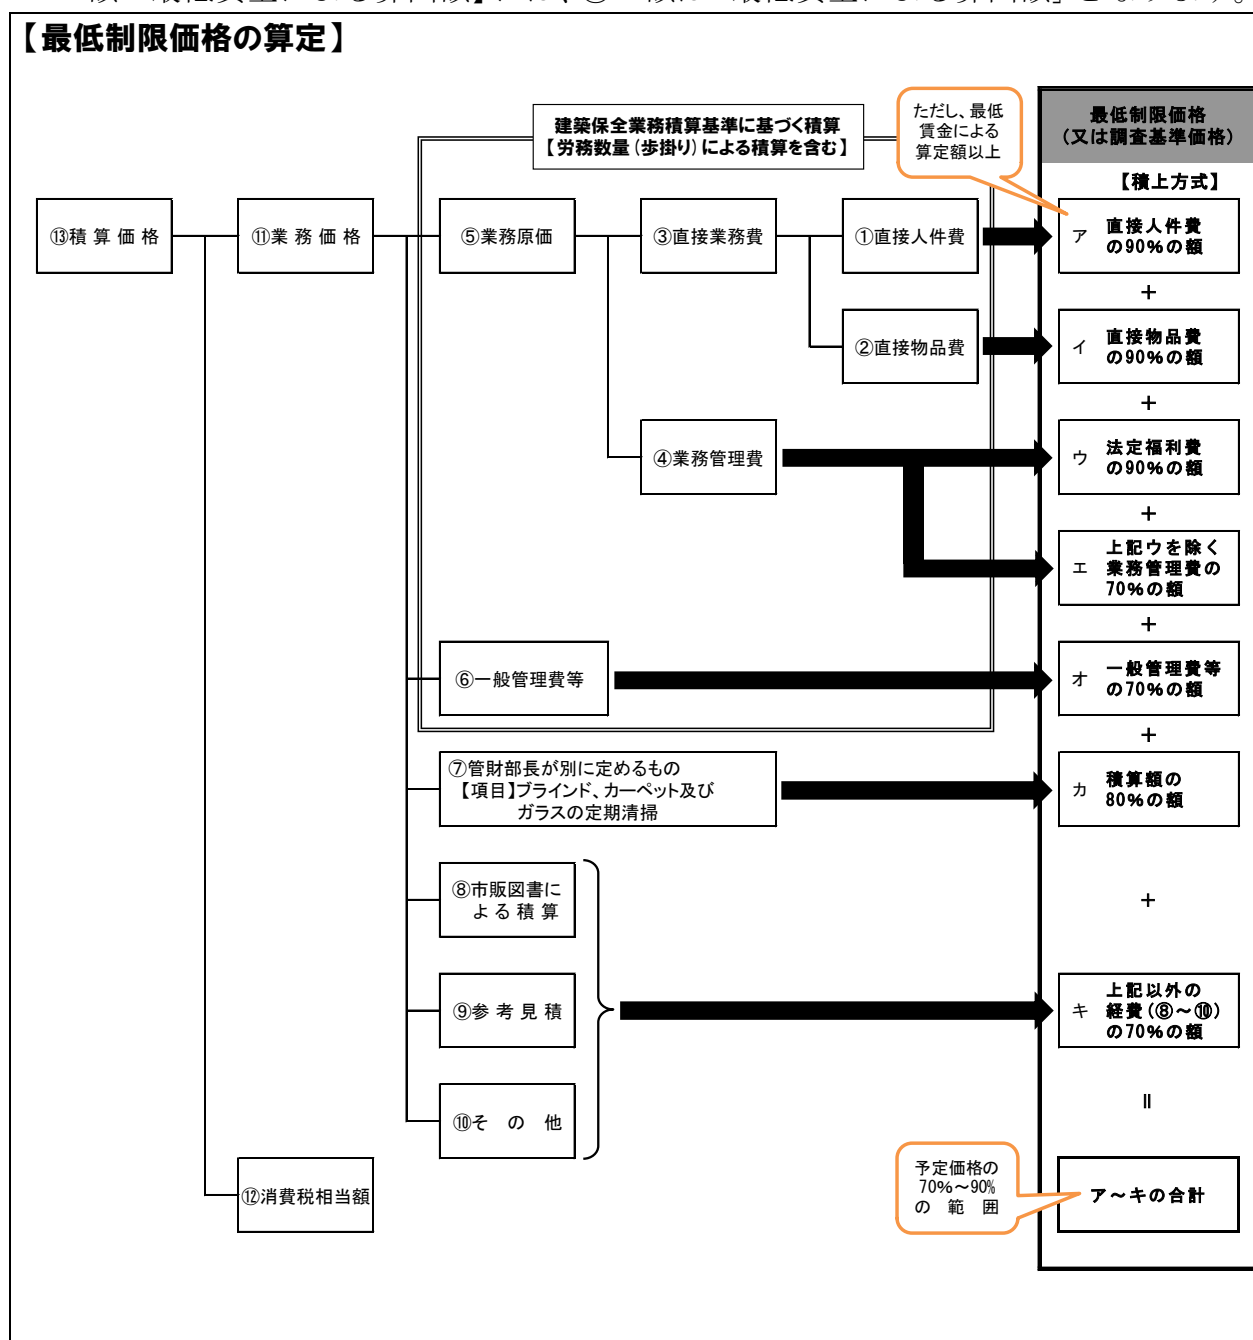 【最低制限価格の算定】
建築保全業務積算基準に基づく積算
【労務数量(歩掛り)による積算を含む】
ただし、最低
賃金による
算定額以上
最低制限価格
(又は調査基準価格)
【積上方式】
⑬積算価格
⑪業務価格
⑤業務原価
③直接業務費
①直接人件費
ア 直接人件費
の90%の額
+
②直接物品費
イ 直接物品費
の90%の額
+
④業務管理費
ウ 法定福利費
の90%の額
+
エ 上記ウを除く
業務管理費の
70%の額
+
⑥一般管理費等
オ 一般管理費等
の70%の額
+
⑦管財部長が別に定めるもの
【項目】ブラインド、カーペット及び
ガラスの定期清掃
カ 積算額の
80%の額
+
⑧市販図書に
よる積算
⑨参考見積
キ 上記以外の
経費(⑧~⑩)
の70%の額
⑩その他
=
⑫消費税相当額
予定価格の
70%~90%
の範囲
ア~キの合計